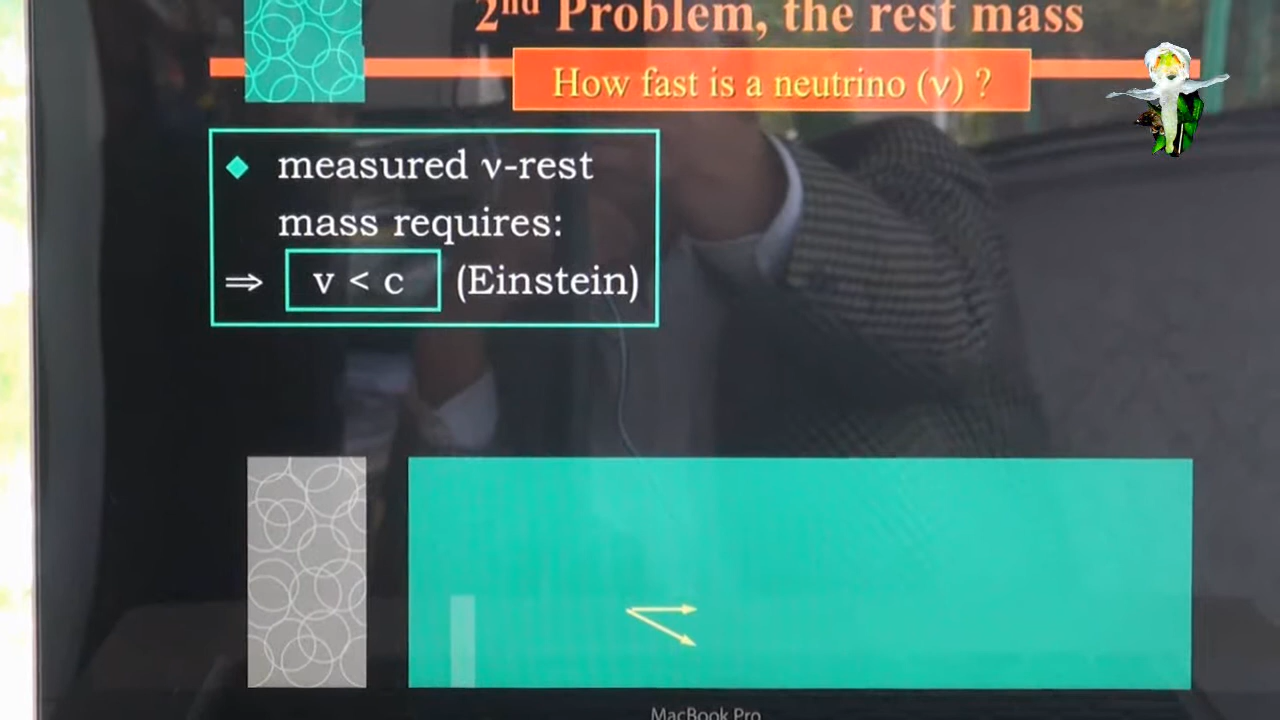 2nd Problem, the rest mass
How fast is a neutrino (ν) ?
◆ measured ν-rest
mass requires:
⇒ v < c (Einstein)
MacBook Pro